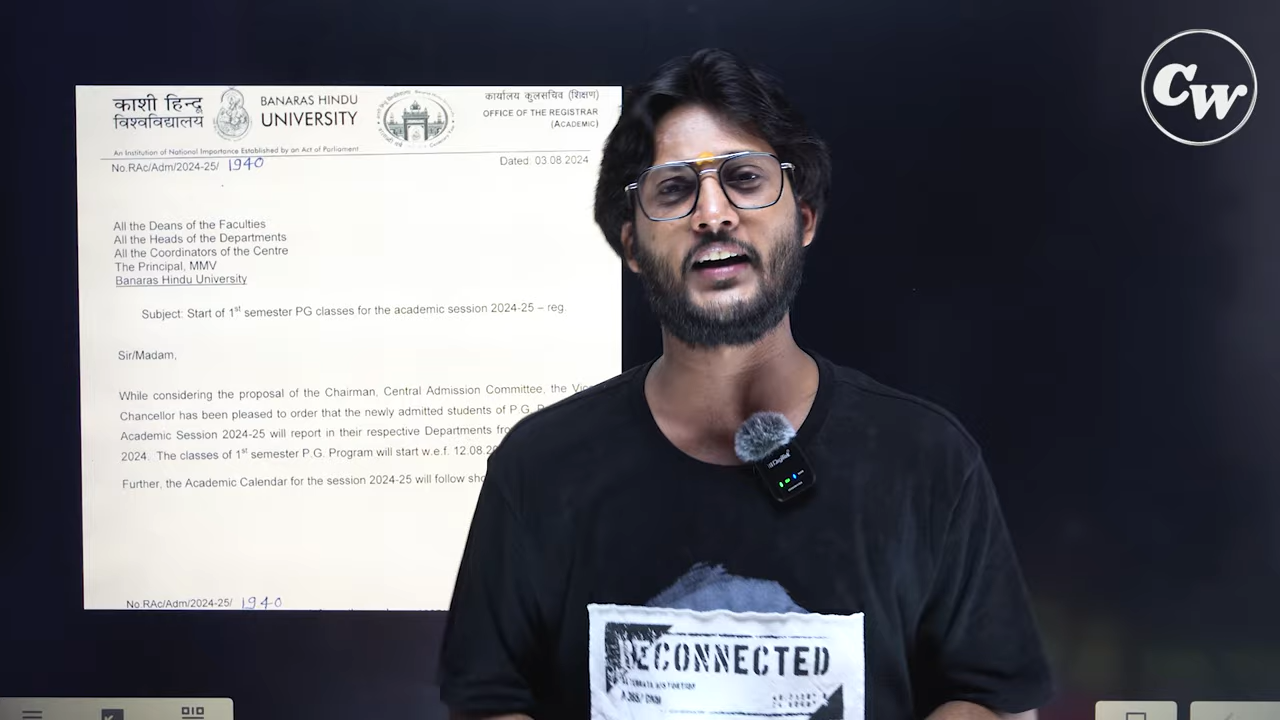 काशी हिन्दू
विश्वविद्यालय
BANARAS HINDU
UNIVERSITY
कार्यालय कुलसचिव (शिक्षण)
OFFICE OF THE REGISTRAR
(ACADEMIC)
An Institution of National Importance Established by an Act of Parliament
No.RAc/Adm/2024-25/ 1940
Dated: 03.08.2024
All the Deans of the Faculties
All the Heads of the Departments
All the Coordinators of the Centre
The Principal, MMV
Banaras Hindu University
Subject: Start of 1st semester PG classes for the academic session 2024-25 – reg.
Sir/Madam,
While considering the proposal of the Chairman, Central Admission Committee, the
Chancellor has been pleased to order that the newly admitted students of P.G.
Academic Session 2024-25 will report in their respective Departments
2024. The classes of 1st semester P.G. Program will start w.e.f. 12.08.
Further, the Academic Calendar for the session 2024-25 will follow
No.RAc/Adm/2024-25/ 1940
CW
RECONNECTED